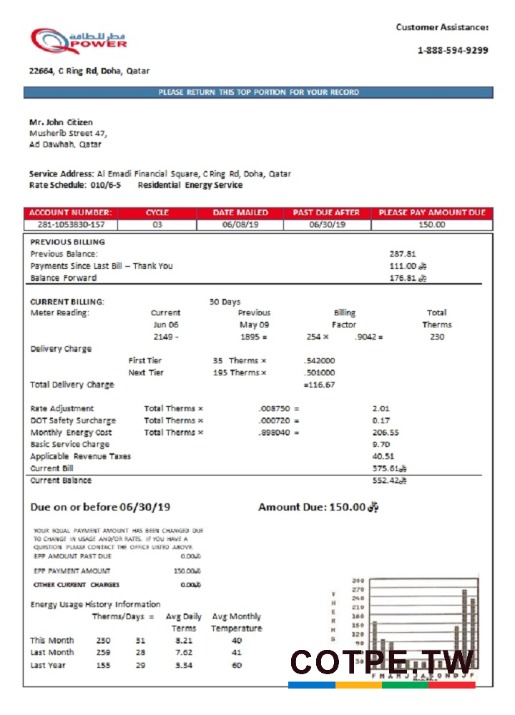 قطر للطاقة
QPOWER
Customer Assistance:
1-888-594-9299
22664, C Ring Rd, Doha, Qatar
PLEASE RETURN THIS TOP PORTION FOR YOUR RECORD
Mr. John Citizen
Musherib Street 47,
Ad Dawhah, Qatar
Service Address: Al Emadi Financial Square, C Ring Rd, Doha, Qatar
Rate Schedule: 010/6-5 Residential Energy Service
ACCOUNT NUMBER: CYCLE DATE MAILED PAST DUE AFTER PLEASE PAY AMOUNT DUE
281-1053830-157 03 06/08/19 06/30/19 150.00
PREVIOUS BILLING
Previous Balance: 287.81
Payments Since Last Bill – Thank You 111.00
Balance Forward 176.81
CURRENT BILLING: 30 Days
Meter Reading: Current Previous Billing Total
Jun 06 May 09 Factor Therms
2149 - 1895 = 254 × .9042 = 230
Delivery Charge
First Tier 35 Therms × .542000
Next Tier 195 Therms × .501000
Total Delivery Charge =116.67
Rate Adjustment Total Therms × .008750 = 2.01
DOT Safety Surcharge Total Therms × .000720 = 0.17
Monthly Energy Cost Total Therms × .898040 = 206.55
Basic Service Charge 9.70
Applicable Revenue Taxes 40.51
Current Bill 375.61
Current Balance 552.42
Due on or before 06/30/19 Amount Due: 150.00
YOUR EQUAL PAYMENT AMOUNT HAS BEEN CHANGED DUE
TO CHANGE IN USAGE AND/OR RATES. IF YOU HAVE A
QUESTION PLEASE CONTACT THE OFFICE LISTED ABOVE.
EPP AMOUNT PAST DUE 0.00
EPP PAYMENT AMOUNT 150.00
OTHER CURRENT CHARGES 0.00
Energy Usage History Information
Therms/Days = Avg Daily Avg Monthly
Terms Temperature
This Month 230 31 8.21 40
Last Month 259 28 7.62 41
Last Year 155 29 5.34 60
300
270
240
210
180
150
120
90
30
THERMS
F M A M J J A S O N D J F
COTPE.TW